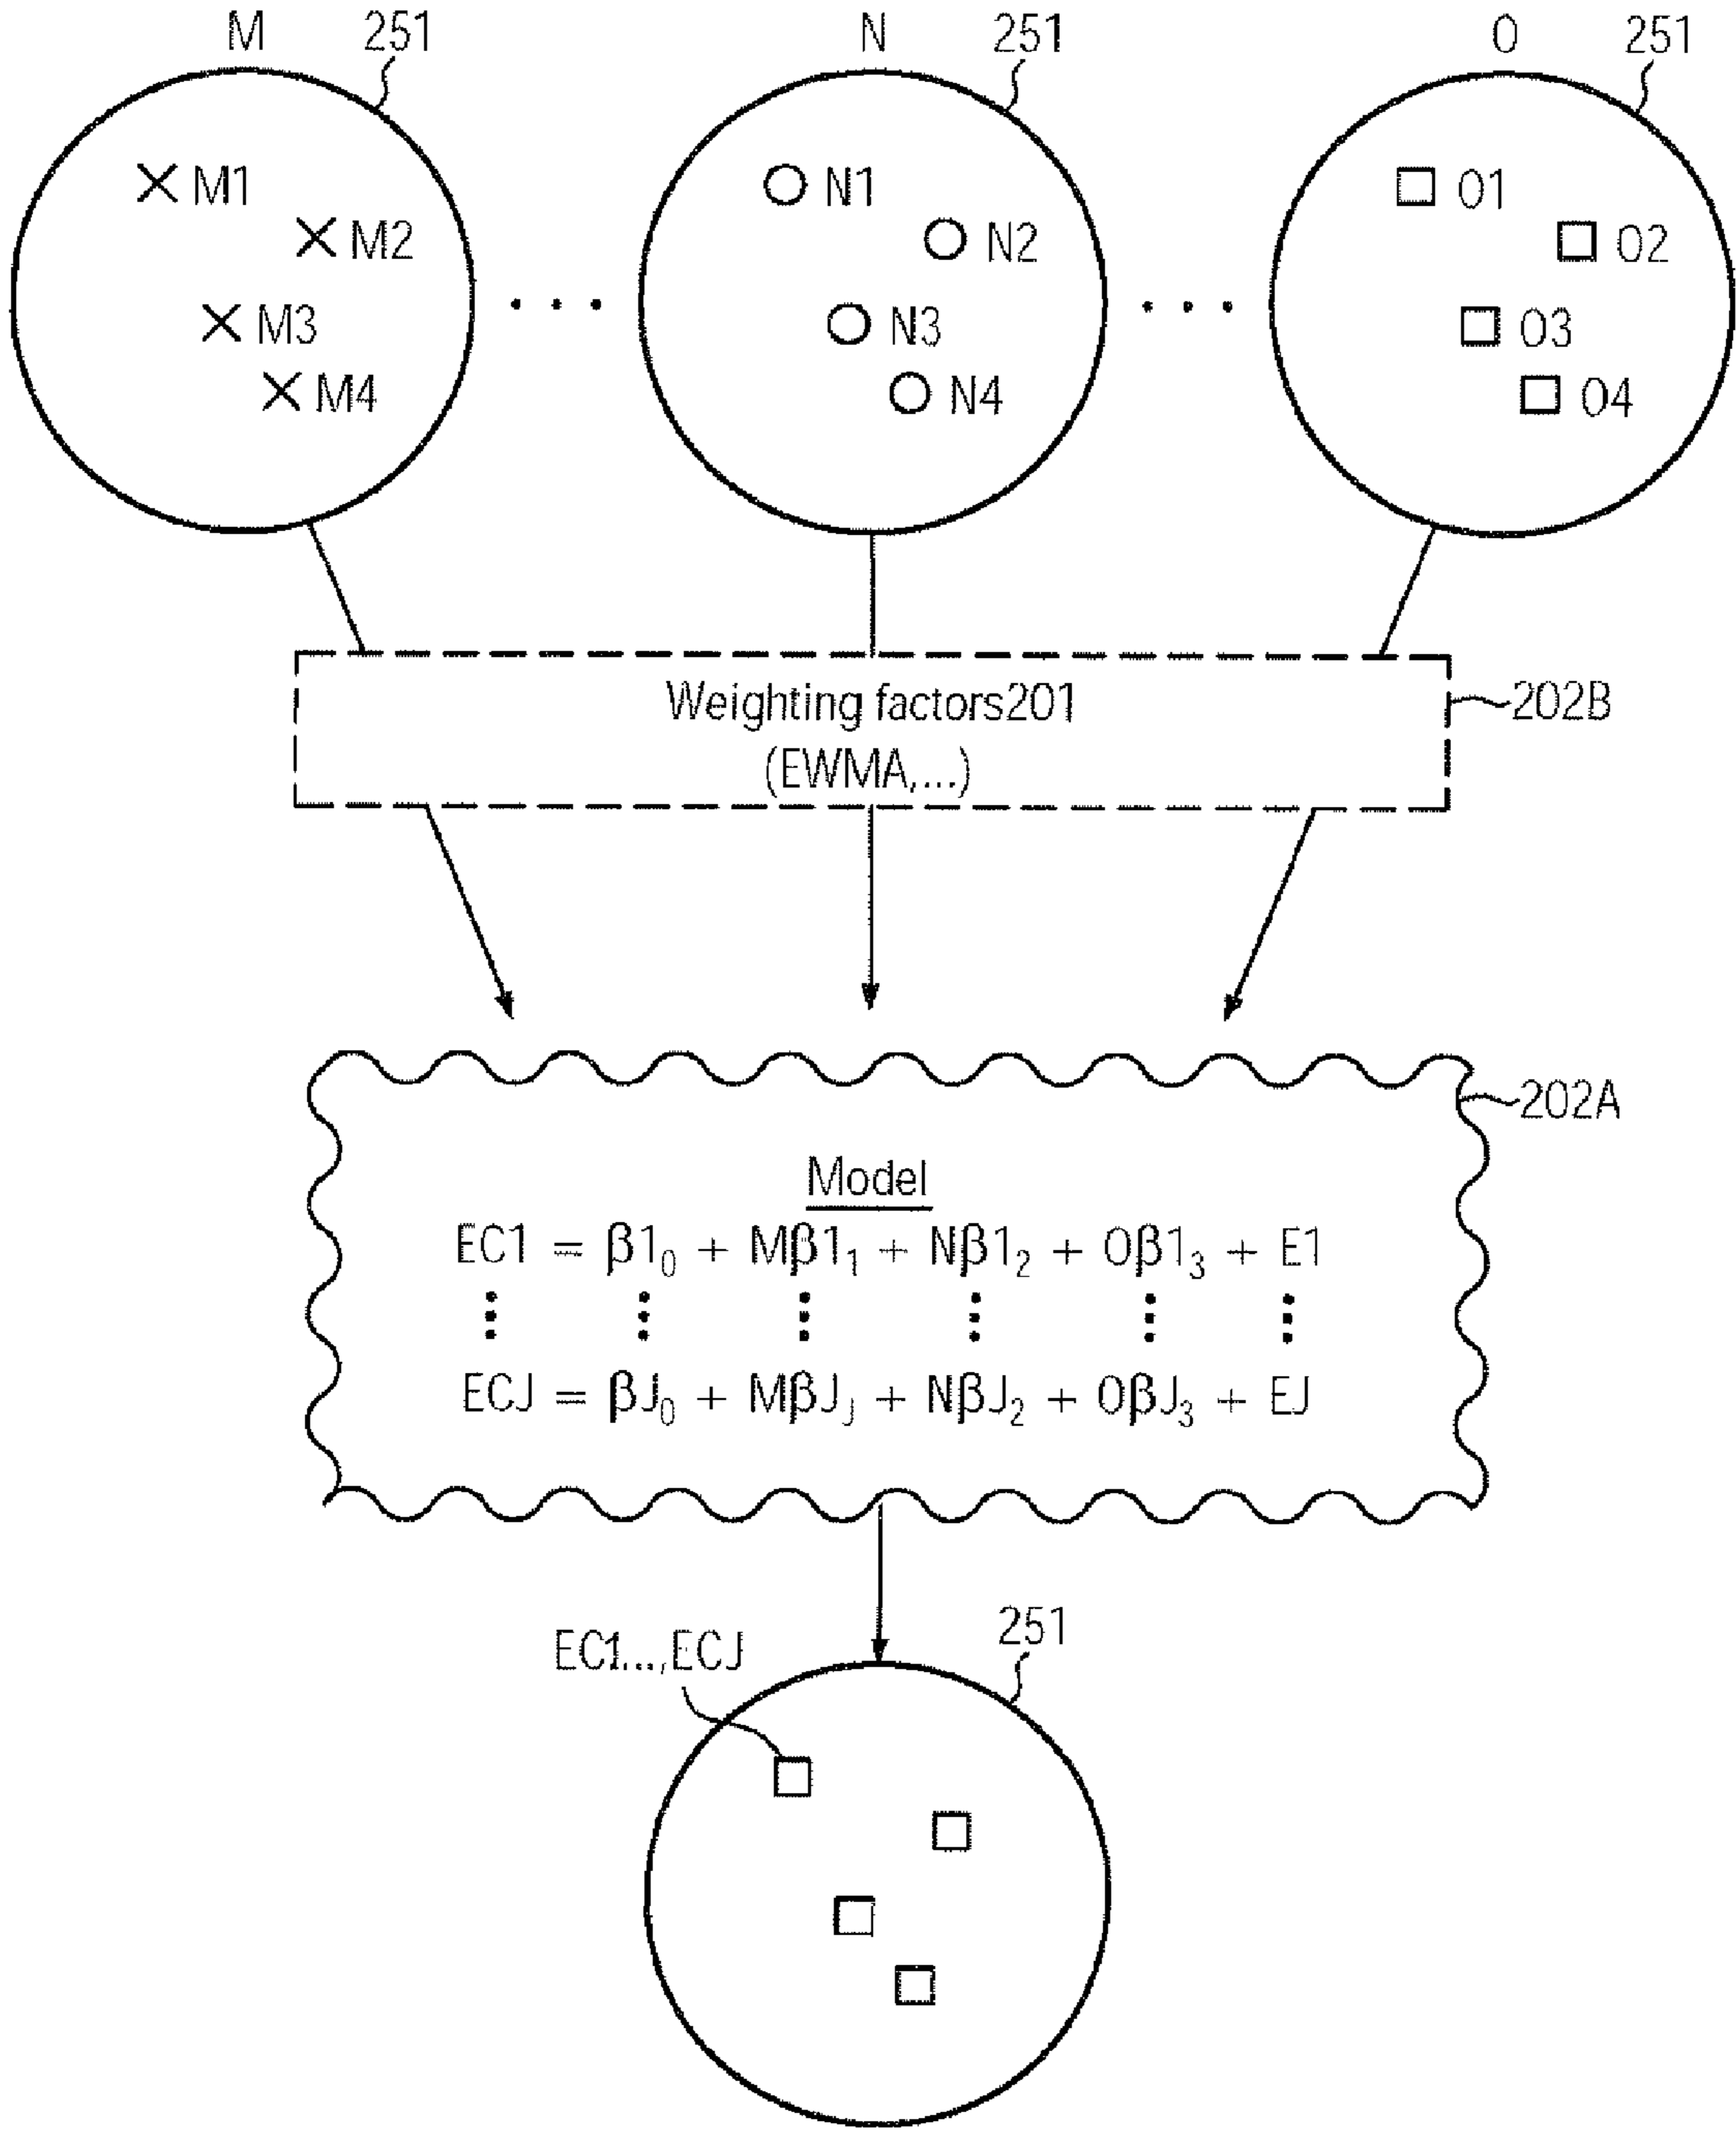 M 251 N 251 O 251
M1 N1 O1
M2 N2 O2
M3 N3 O3
M4 N4 O4
Weighting factors201
(EWMA,...)
202B
202A
Model
EC1 = β1₀ + Mβ1₁ + Nβ1₂ + Oβ1₃ + E1
ECJ = βJ₀ + MβJⱼ + NβJ₂ + OβJ₃ + EJ
251
EC1...,ECJ